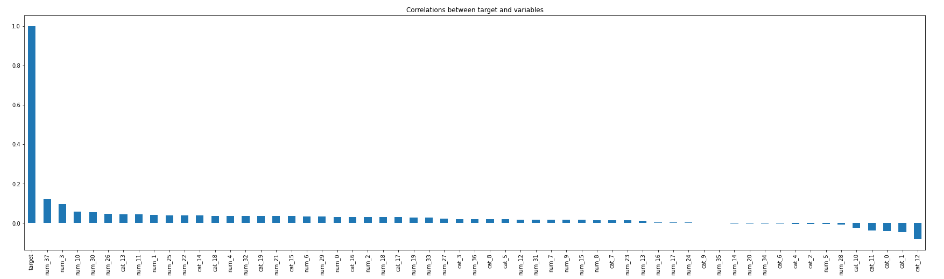 Correlations between target and variables
1.0
0.8
0.6
0.4
0.2
0.0
target
num_37
num_3
num_10
num_30
num_26
cat_13
num_11
num_1
num_25
num_22
cat_14
cat_18
num_4
num_32
cat_19
num_21
cat_15
num_6
num_29
num_0
cat_16
num_2
num_18
cat_17
num_19
num_33
num_27
cat_3
num_36
cat_8
cat_5
num_12
num_31
num_7
num_9
num_15
num_8
cat_7
num_23
num_13
num_16
num_17
num_24
cat_9
num_35
num_14
num_20
num_34
cat_6
cat_4
cat_2
num_5
num_28
cat_10
cat_11
cat_0
cat_1
cat_12